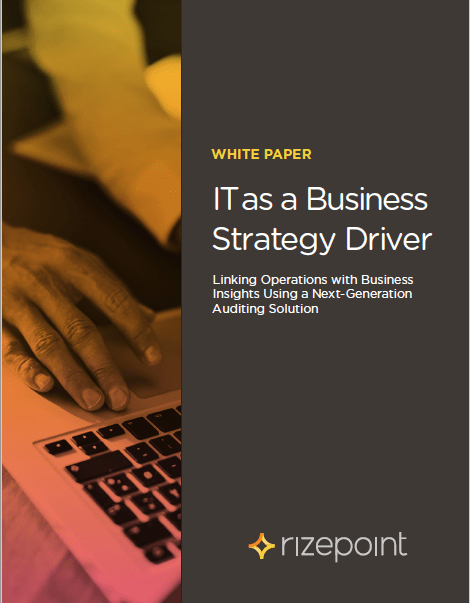 WHITE PAPER
IT as a Business
Strategy Driver
Linking Operations with Business
Insights Using a Next-Generation
Auditing Solution
rizepoint